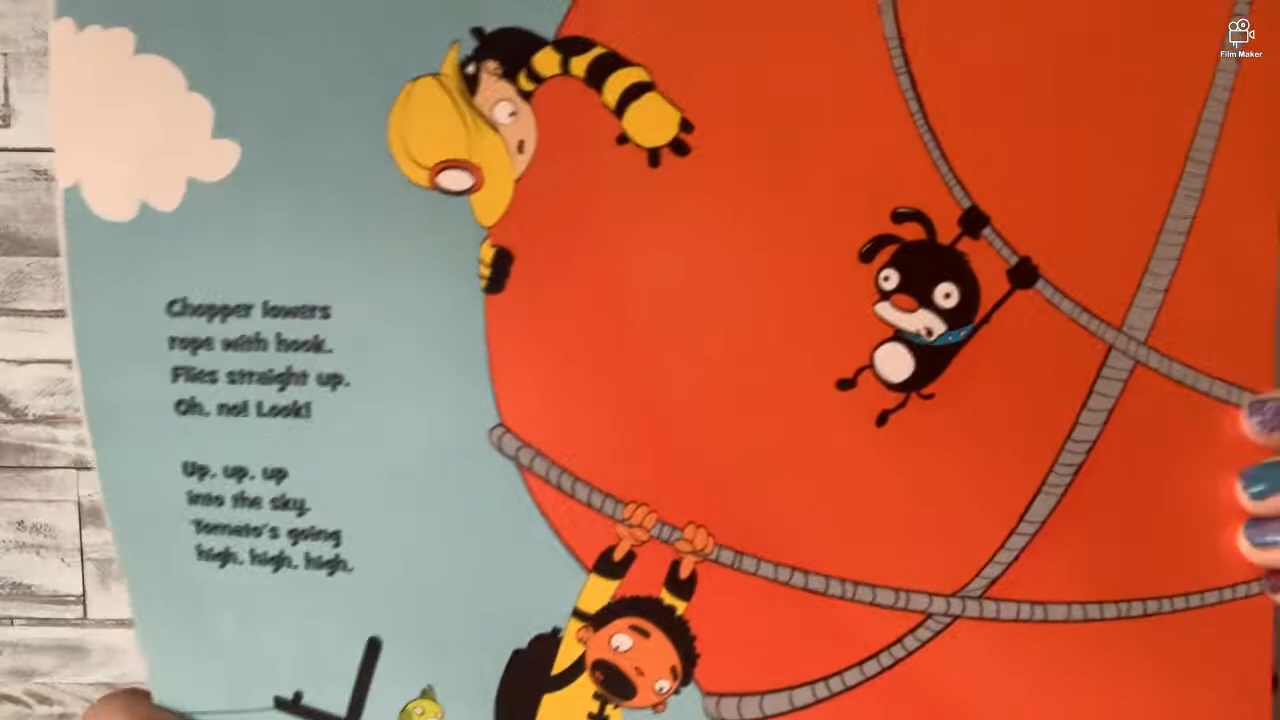 Chopper lowers
rope with hook.
Flies straight up.
Oh, no! Look!
Up, up, up
into the sky,
Tomato's going
high, high, high.
Film Maker